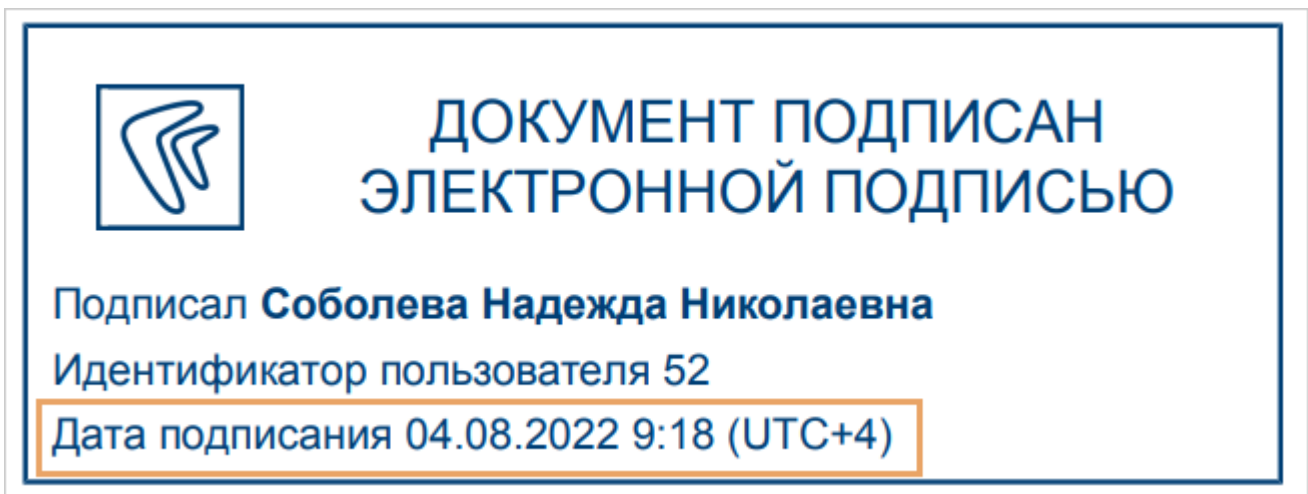 ДОКУМЕНТ ПОДПИСАН
ЭЛЕКТРОННОЙ ПОДПИСЬЮ
Подписал Соболева Надежда Николаевна
Идентификатор пользователя 52
Дата подписания 04.08.2022 9:18 (UTC+4)